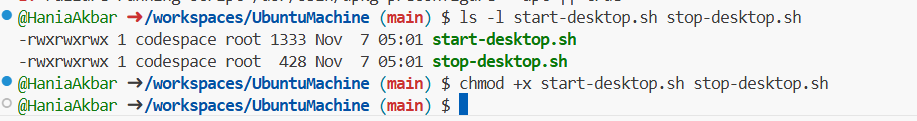 @HaniaAkbar ➜/workspaces/UbuntuMachine (main) $ ls -l start-desktop.sh stop-desktop.sh
-rwxrwxrwx 1 codespace root 1333 Nov  7 05:01 start-desktop.sh
-rwxrwxrwx 1 codespace root  428 Nov  7 05:01 stop-desktop.sh
@HaniaAkbar ➜/workspaces/UbuntuMachine (main) $ chmod +x start-desktop.sh stop-desktop.sh
@HaniaAkbar ➜/workspaces/UbuntuMachine (main) $